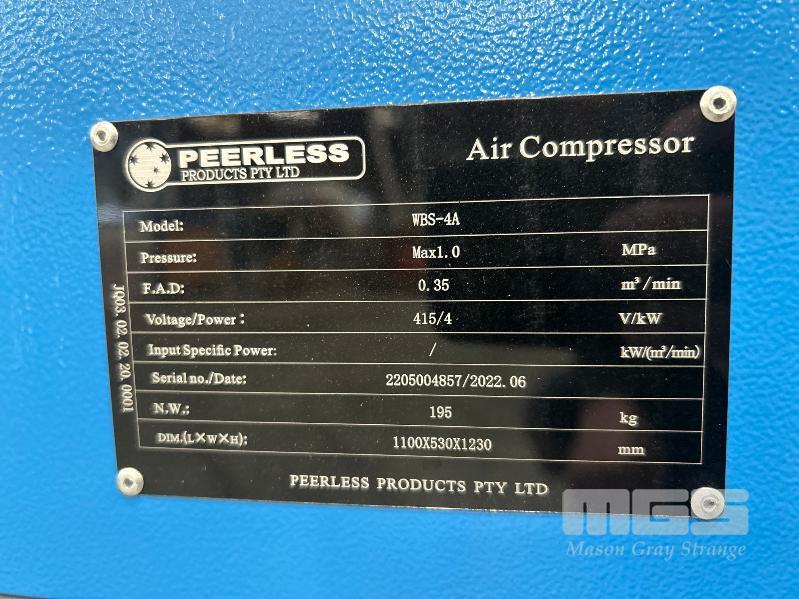 PEERLESS
PRODUCTS PTY LTD
Air Compressor
Model: WBS-4A
Pressure: Max1.0 MPa
F.A.D: 0.35 m³/min
Voltage/Power: 415/4 V/kW
Input Specific Power: / kW/(m³/min)
Serial no./Date: 2205004857/2022.06
N.W.: 195 kg
DIM.(L×W×H): 1100X530X1230 mm
JQ03.02.02.20.0001
PEERLESS PRODUCTS PTY LTD
MGS
Mason Gray Strange